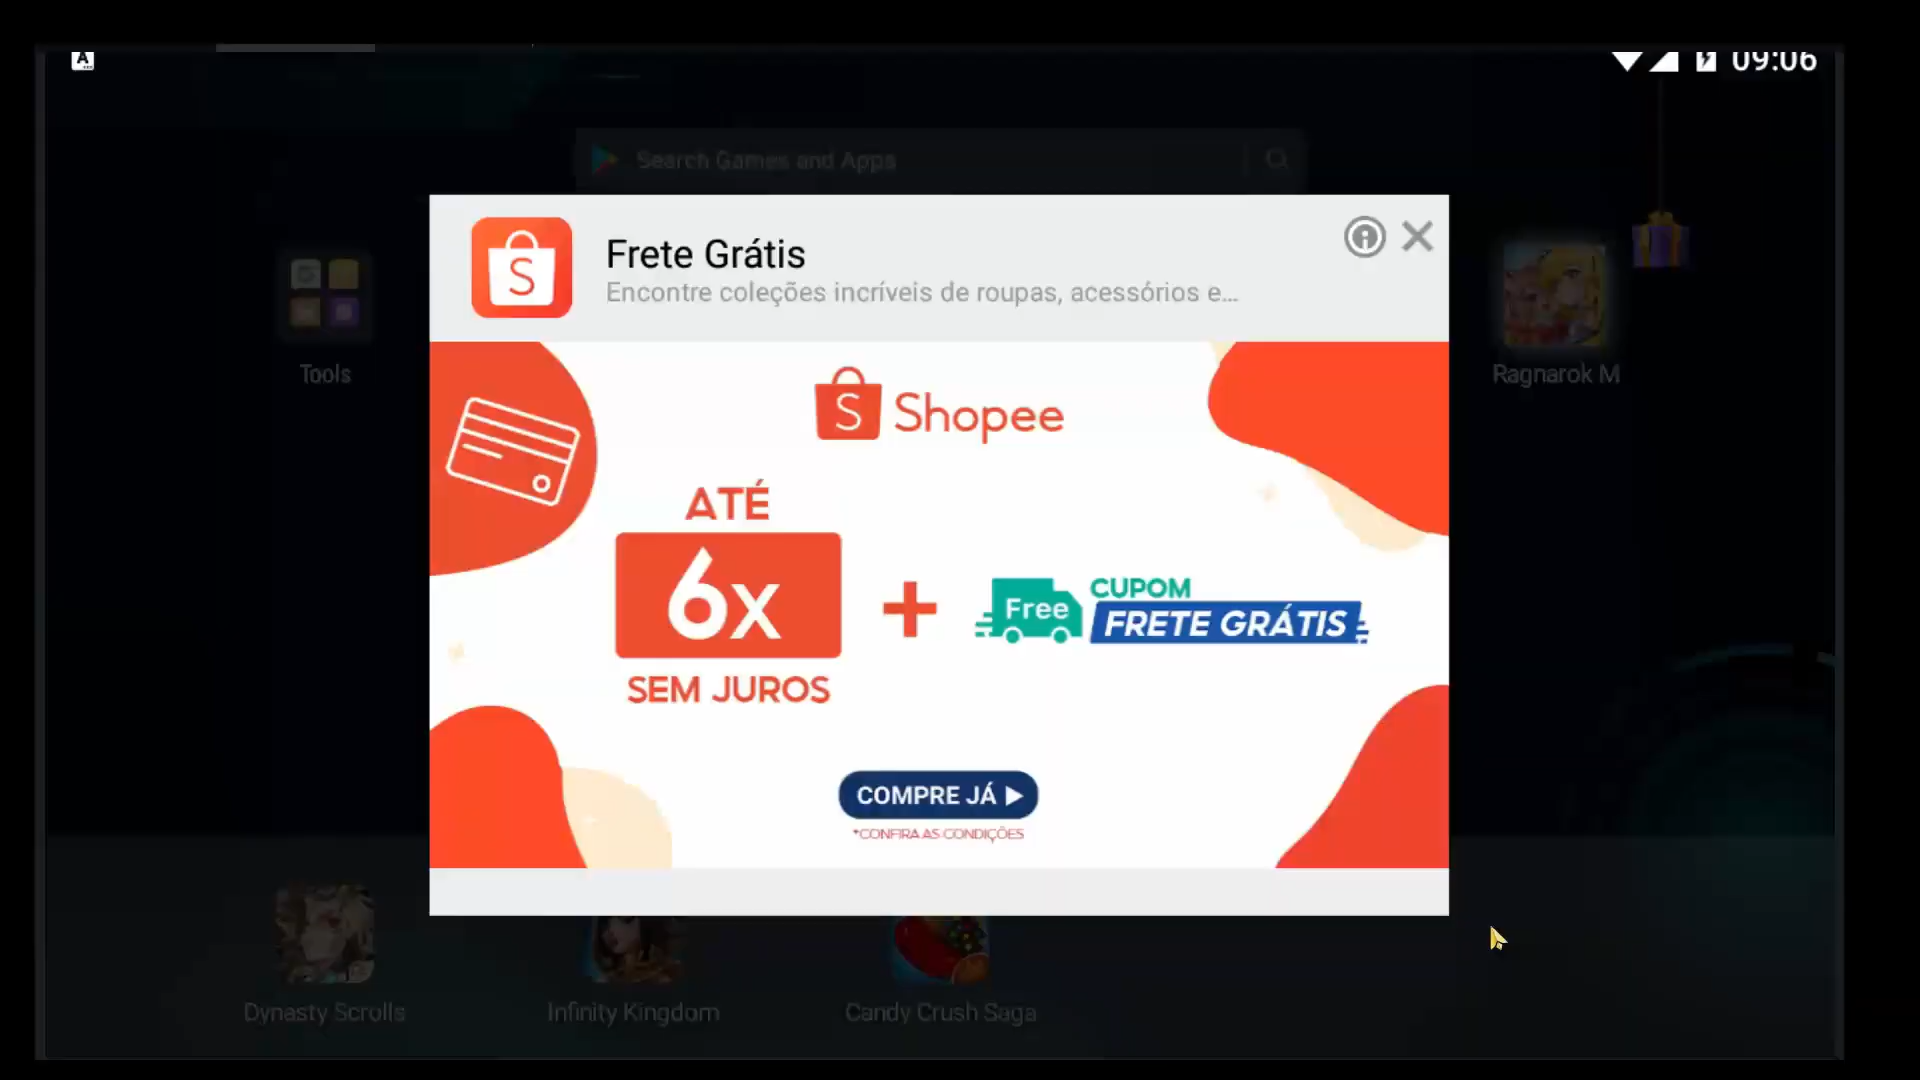 A
09:06
Search Games and Apps
Frete Grátis
Encontre coleções incríveis de roupas, acessórios e...
S
Tools
Ragnarok M
S Shopee
ATÉ
6x
SEM JUROS
+
Free
CUPOM
FRETE GRÁTIS
COMPRE JÁ
*CONFIRA AS CONDIÇÕES
Dynasty Scrolls
Infinity Kingdom
Candy Crush Saga